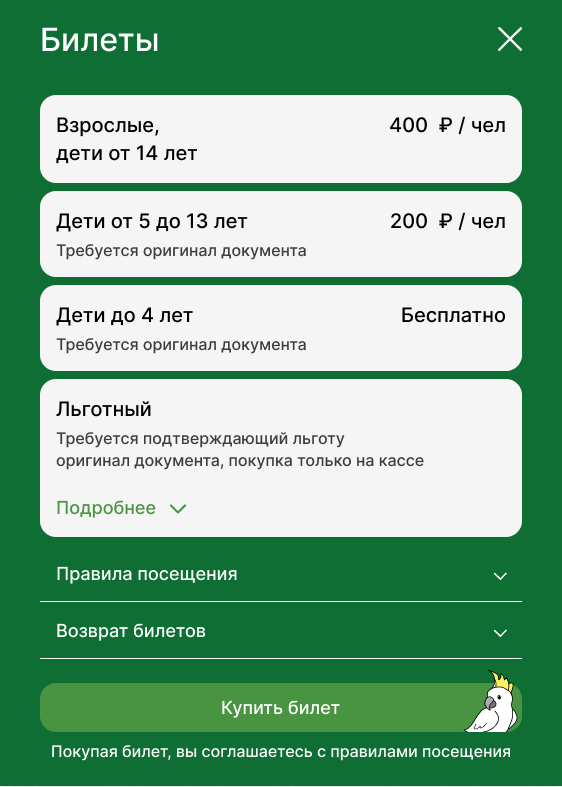 Билеты
Взрослые, 400 ₽ / чел
дети от 14 лет
Дети от 5 до 13 лет 200 ₽ / чел
Требуется оригинал документа
Дети до 4 лет Бесплатно
Требуется оригинал документа
Льготный
Требуется подтверждающий льготу
оригинал документа, покупка только на кассе
Подробнее
Правила посещения
Возврат билетов
Купить билет
Покупая билет, вы соглашаетесь с правилами посещения